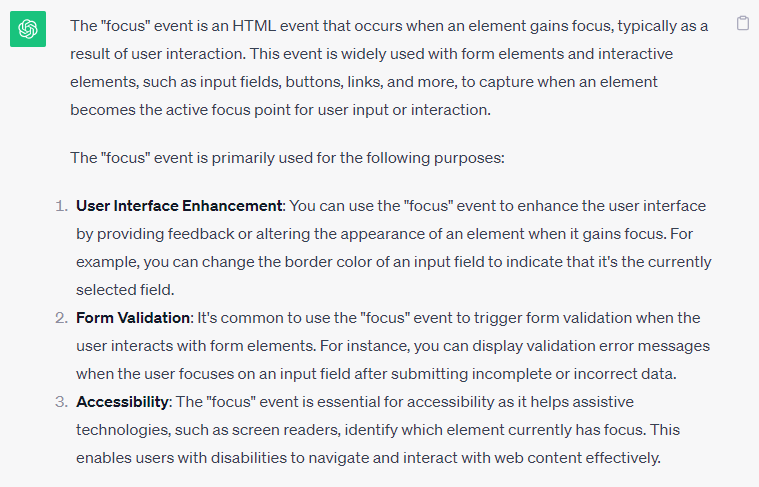 The "focus" event is an HTML event that occurs when an element gains focus, typically as a
result of user interaction. This event is widely used with form elements and interactive
elements, such as input fields, buttons, links, and more, to capture when an element
becomes the active focus point for user input or interaction.
The "focus" event is primarily used for the following purposes:
1. User Interface Enhancement: You can use the "focus" event to enhance the user interface
by providing feedback or altering the appearance of an element when it gains focus. For
example, you can change the border color of an input field to indicate that it's the currently
selected field.
2. Form Validation: It's common to use the "focus" event to trigger form validation when the
user interacts with form elements. For instance, you can display validation error messages
when the user focuses on an input field after submitting incomplete or incorrect data.
3. Accessibility: The "focus" event is essential for accessibility as it helps assistive
technologies, such as screen readers, identify which element currently has focus. This
enables users with disabilities to navigate and interact with web content effectively.